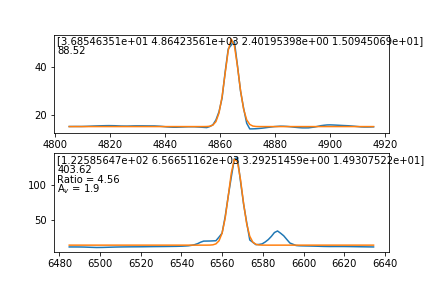 [3.68546351e+01 4.86423561e+03 2.40195398e+00 1.50945069e+01]
88.52
40
20
4800 4820 4840 4860 4880 4900 4920
[1.22585647e+02 6.56651162e+03 3.29251459e+00 1.49307522e+01]
403.62
Ratio = 4.56
Av = 1.9
100
50
6480 6500 6520 6540 6560 6580 6600 6620 6640